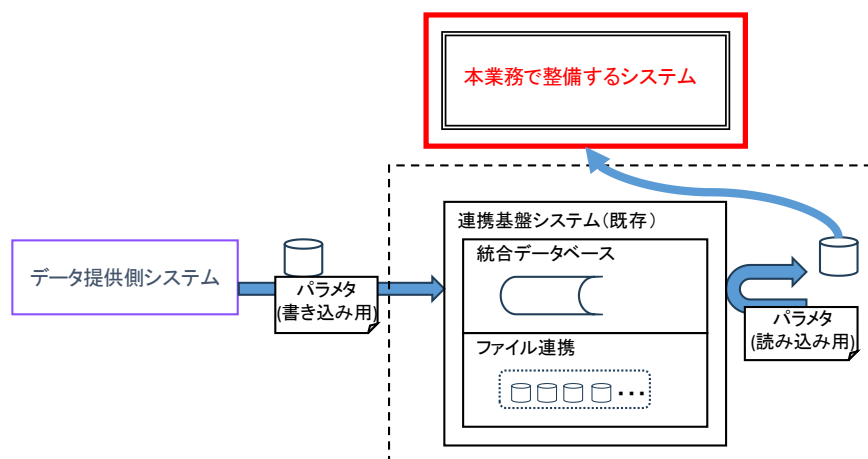 本業務で整備するシステム
連携基盤システム(既存)
統合データベース
データ提供側システム
パラメタ
(書き込み用)
パラメタ
(読み込み用)
ファイル連携
・・・